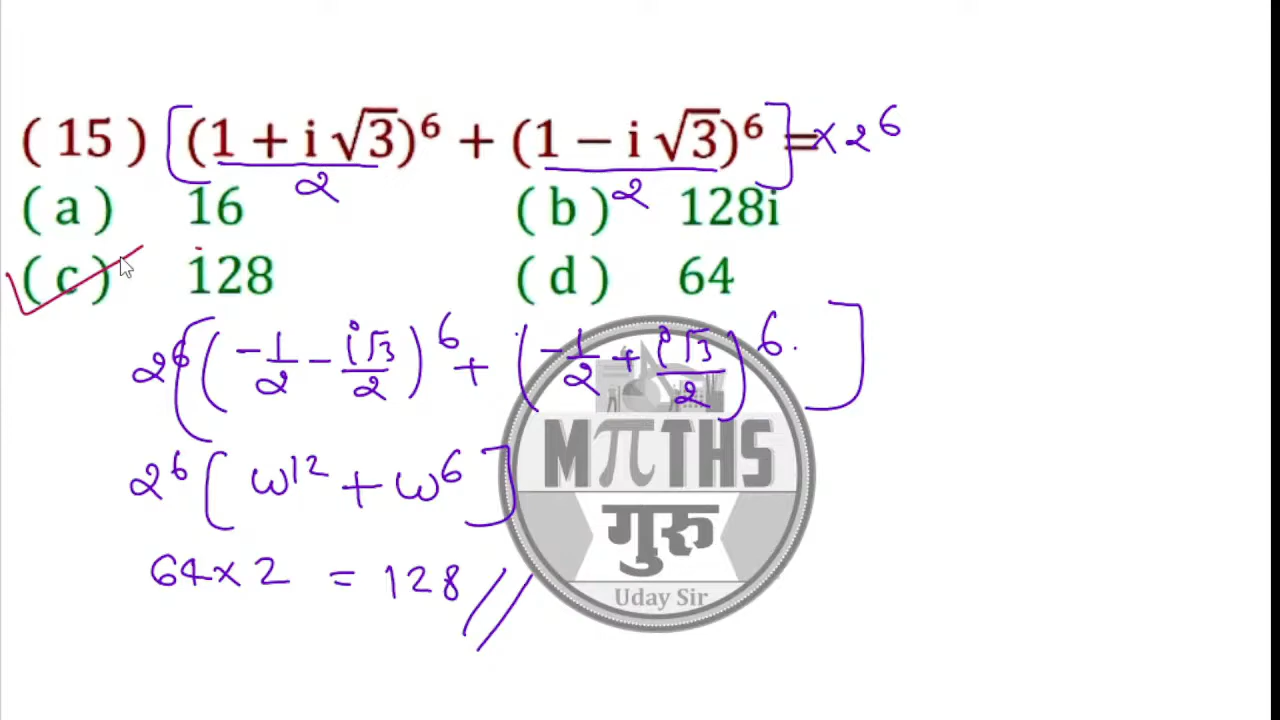 ( 15 ) [ (1 + i √3)⁶ + (1 − i √3)⁶ ] = × 2⁶
2 2
( a ) 16 ( b ) 128i
( c ) 128 ( d ) 64
2⁶ [ ( -1/2 - i√3/2 )⁶ + ( -1/2 + i√3/2 )⁶ . ]
2⁶ [ ω¹² + ω⁶ ]
64 × 2 = 128 //
MπTHS
गुरु
Uday Sir